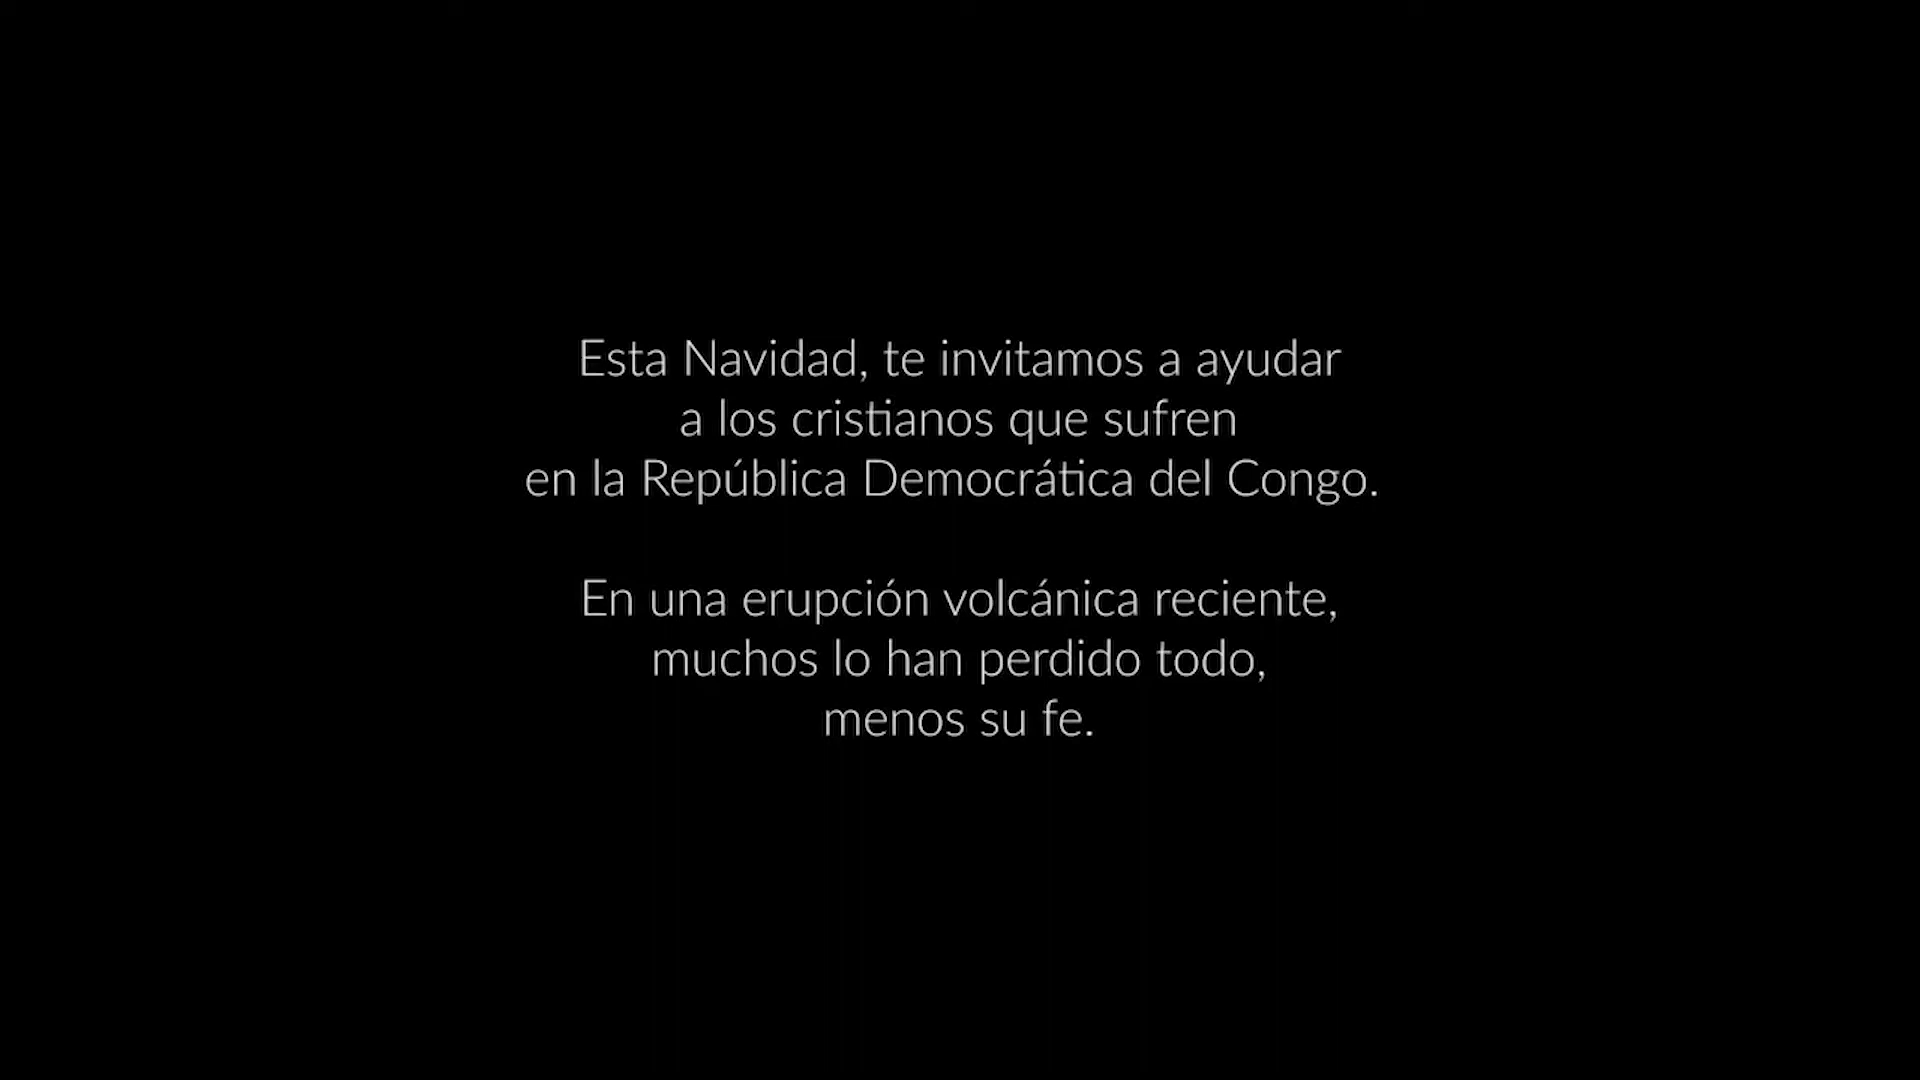 Esta Navidad, te invitamos a ayudar
a los cristianos que sufren
en la República Democrática del Congo.
En una erupción volcánica reciente,
muchos lo han perdido todo,
menos su fe.